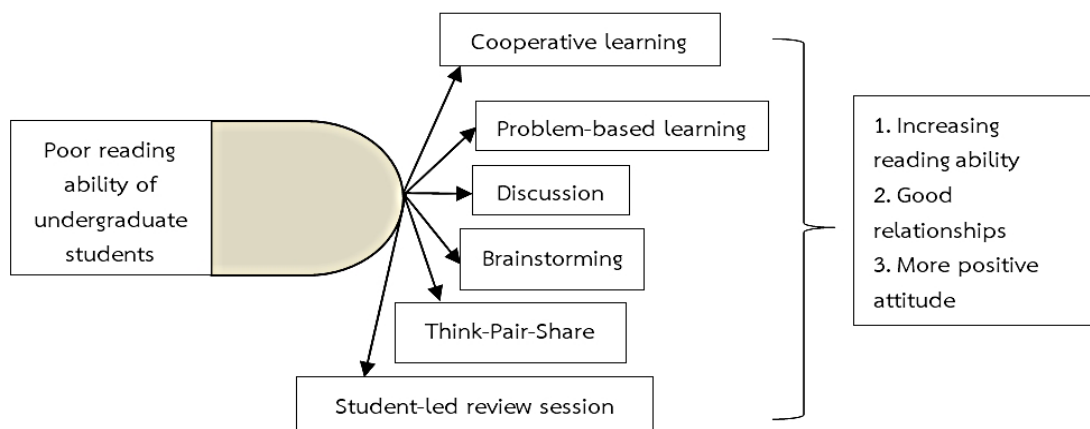 Cooperative learning
Problem-based learning
Poor reading
ability of
undergraduate
students
Discussion
Brainstorming
Think-Pair-Share
Student-led review session
1. Increasing
reading ability
2. Good
relationships
3. More positive
attitude